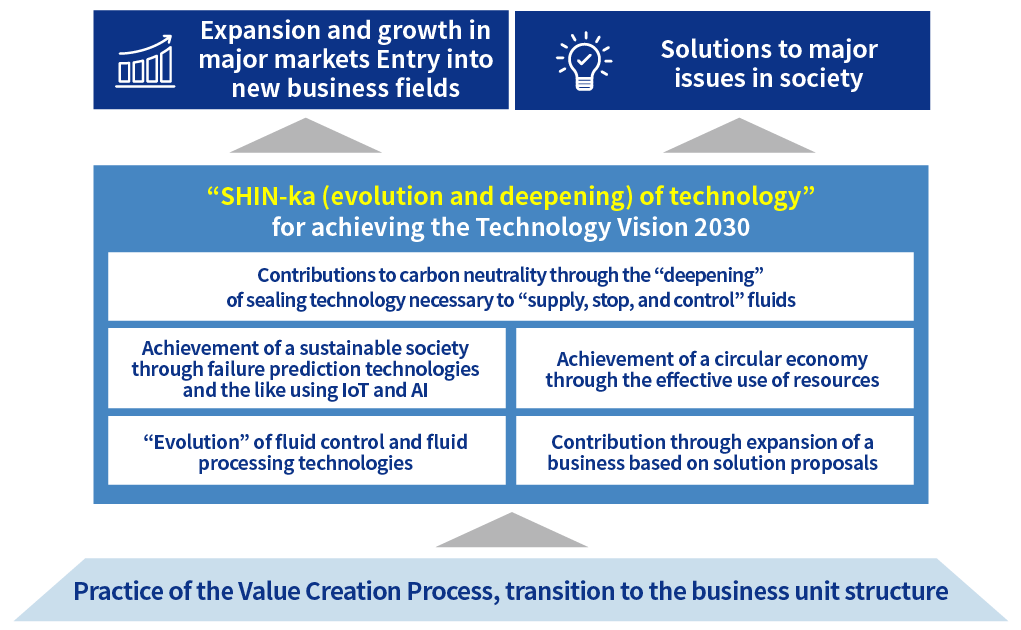 Expansion and growth in
major markets Entry into
new business fields
Solutions to major
issues in society
“SHIN-ka (evolution and deepening) of technology”
for achieving the Technology Vision 2030
Contributions to carbon neutrality through the “deepening”
of sealing technology necessary to “supply, stop, and control” fluids
Achievement of a sustainable society
through failure prediction technologies
and the like using IoT and AI
Achievement of a circular economy
through the effective use of resources
“Evolution” of fluid control and fluid
processing technologies
Contribution through expansion of a
business based on solution proposals
Practice of the Value Creation Process, transition to the business unit structure